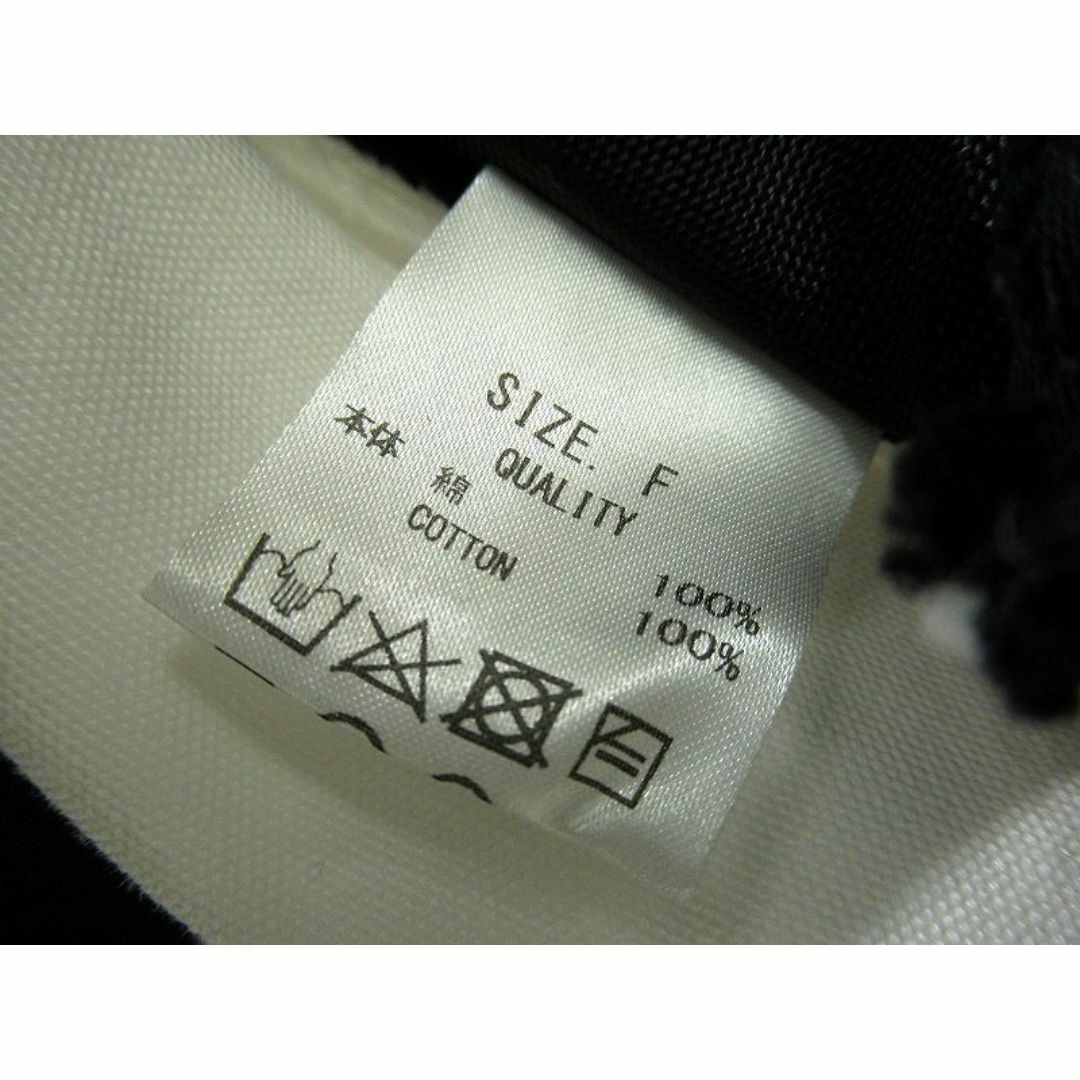 SIZE. F
QUALITY
本体 綿 100%
COTTON 100%